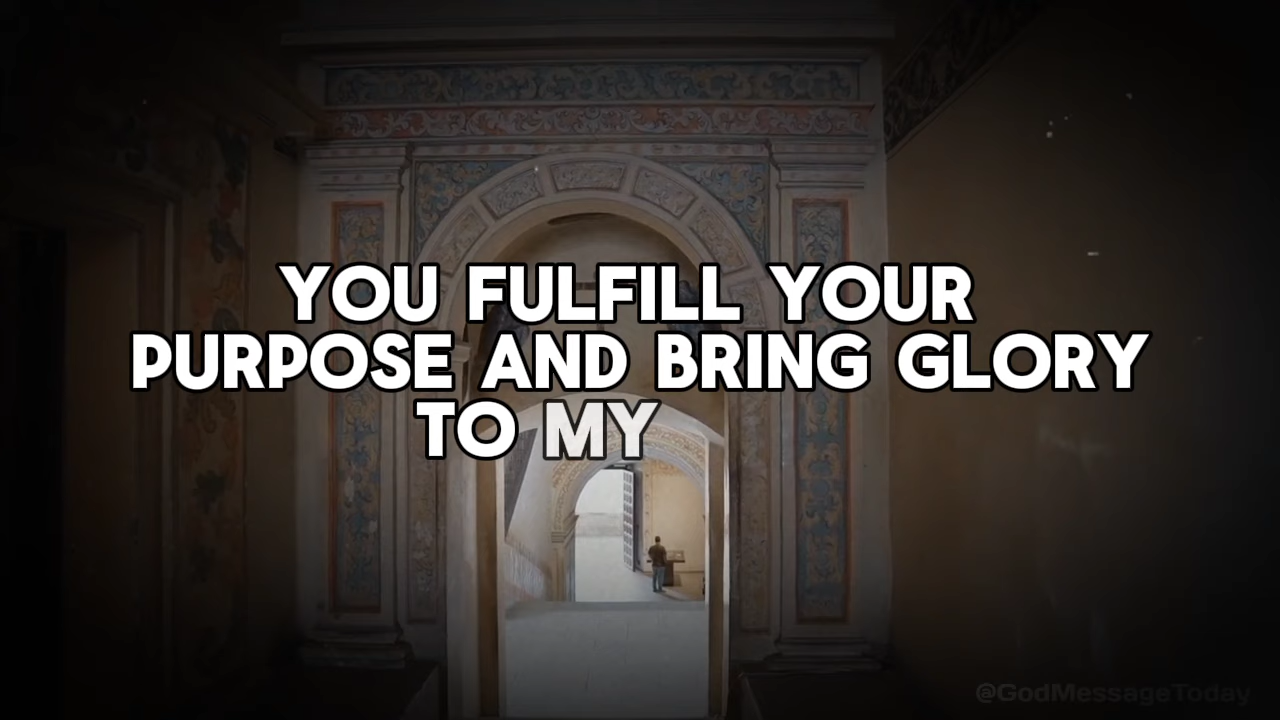 YOU FULFILL YOUR
PURPOSE AND BRING GLORY
TO MY
@GodMessageToday